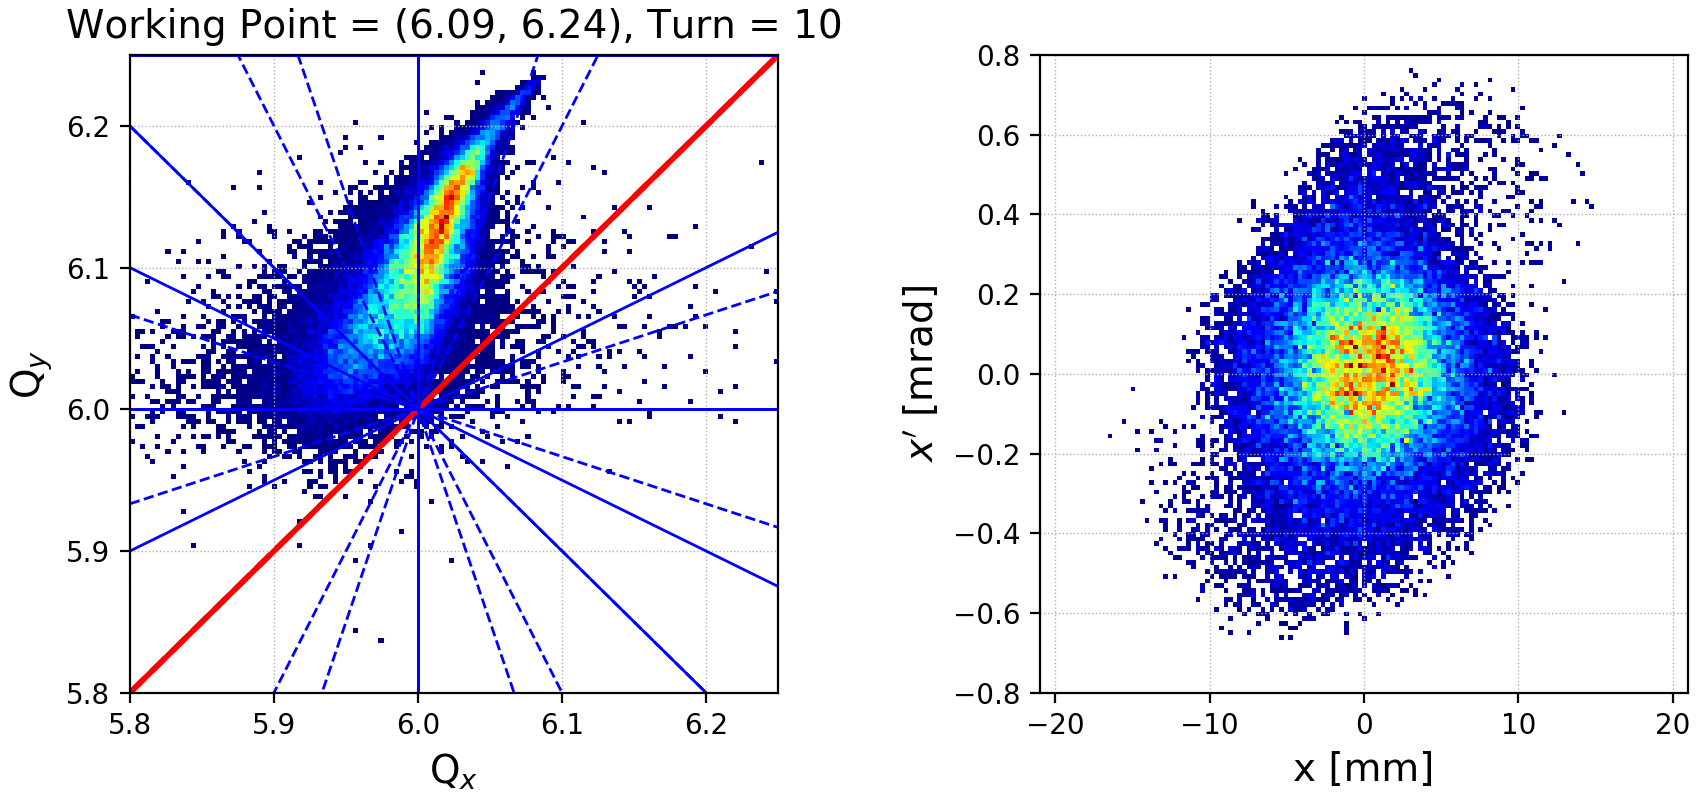 Working Point = (6.09, 6.24), Turn = 10
6.2
6.1
6.0
5.9
5.8
Qy
5.8 5.9 6.0 6.1 6.2
Qx
0.8
0.6
0.4
0.2
0.0
−0.2
−0.4
−0.6
−0.8
x′ [mrad]
−20 −10 0 10 20
x [mm]